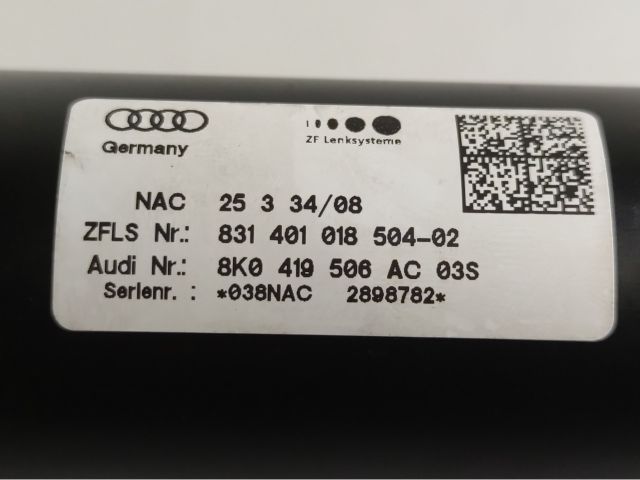 Germany
ZF Lenksysteme
NAC 25 3 34/08
ZFLS Nr.: 831 401 018 504-02
Audi Nr.: 8K0 419 506 AC 03S
Serienr. : *038NAC 2898782*